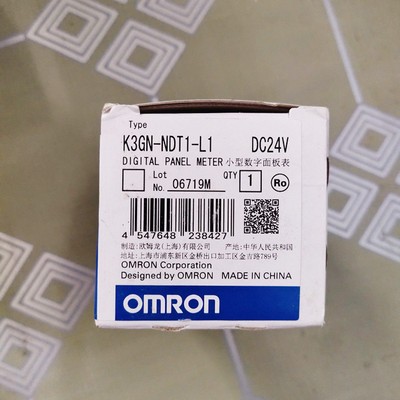 Type
K3GN-NDT1-L1 DC24V
DIGITAL PANEL METER 小型数字面板表
Lot No. 06719M QTY 1 Ro
4 547648 238427
制造:欧姆龙(上海)有限公司 产地:中华人民共和国
地址:上海市浦东新区金桥出口加工区金吉路789号
OMRON Corporation
Designed by OMRON MADE IN CHINA
OMRON